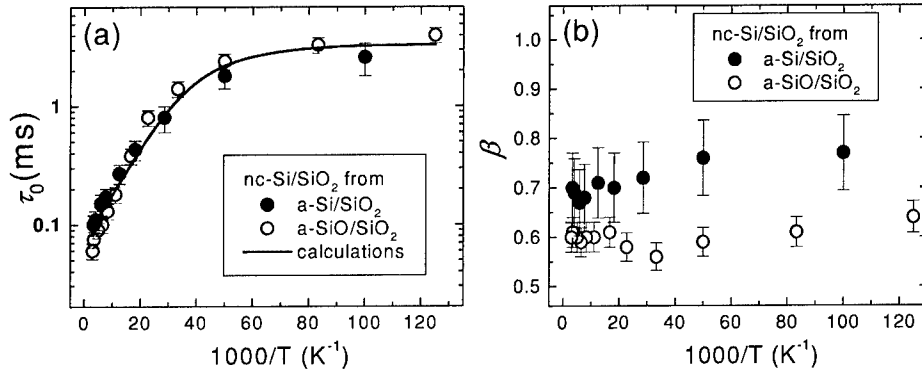 (a)
τ₀(ms)
1
0.1
0 20 40 60 80 100 120
1000/T (K⁻¹)
nc-Si/SiO₂ from
a-Si/SiO₂
a-SiO/SiO₂
calculations
(b)
β
1.0
0.9
0.8
0.7
0.6
0.5
0 20 40 60 80 100 120
1000/T (K⁻¹)
nc-Si/SiO₂ from
a-Si/SiO₂
a-SiO/SiO₂